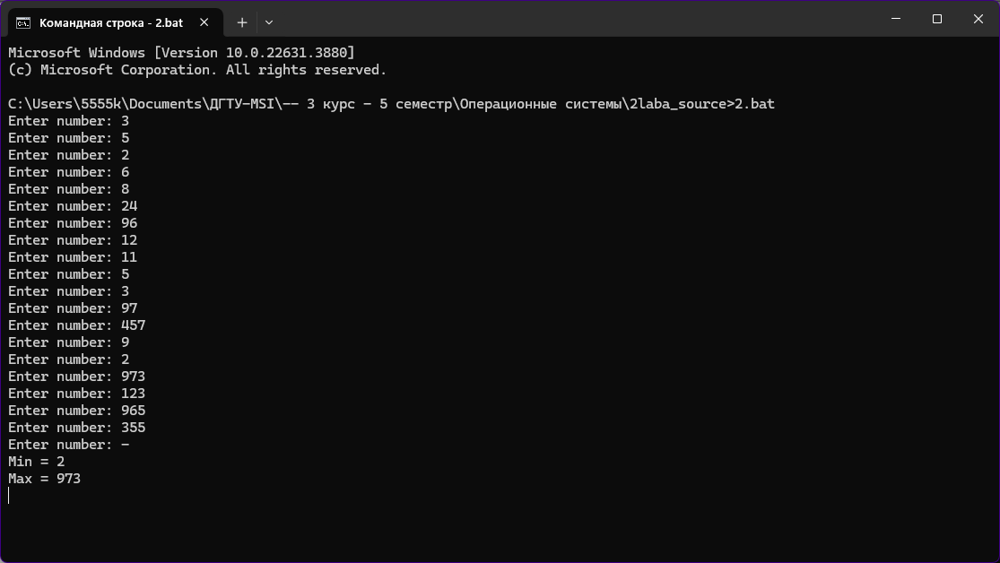 Командная строка - 2.bat
Microsoft Windows [Version 10.0.22631.3880]
(c) Microsoft Corporation. All rights reserved.
C:\Users\5555k\Documents\ДГТУ-MSI\-- 3 курс - 5 семестр\Операционные системы\2laba_source>2.bat
Enter number: 3
Enter number: 5
Enter number: 2
Enter number: 6
Enter number: 8
Enter number: 24
Enter number: 96
Enter number: 12
Enter number: 11
Enter number: 5
Enter number: 3
Enter number: 97
Enter number: 457
Enter number: 9
Enter number: 2
Enter number: 973
Enter number: 123
Enter number: 965
Enter number: 355
Enter number: -
Min = 2
Max = 973